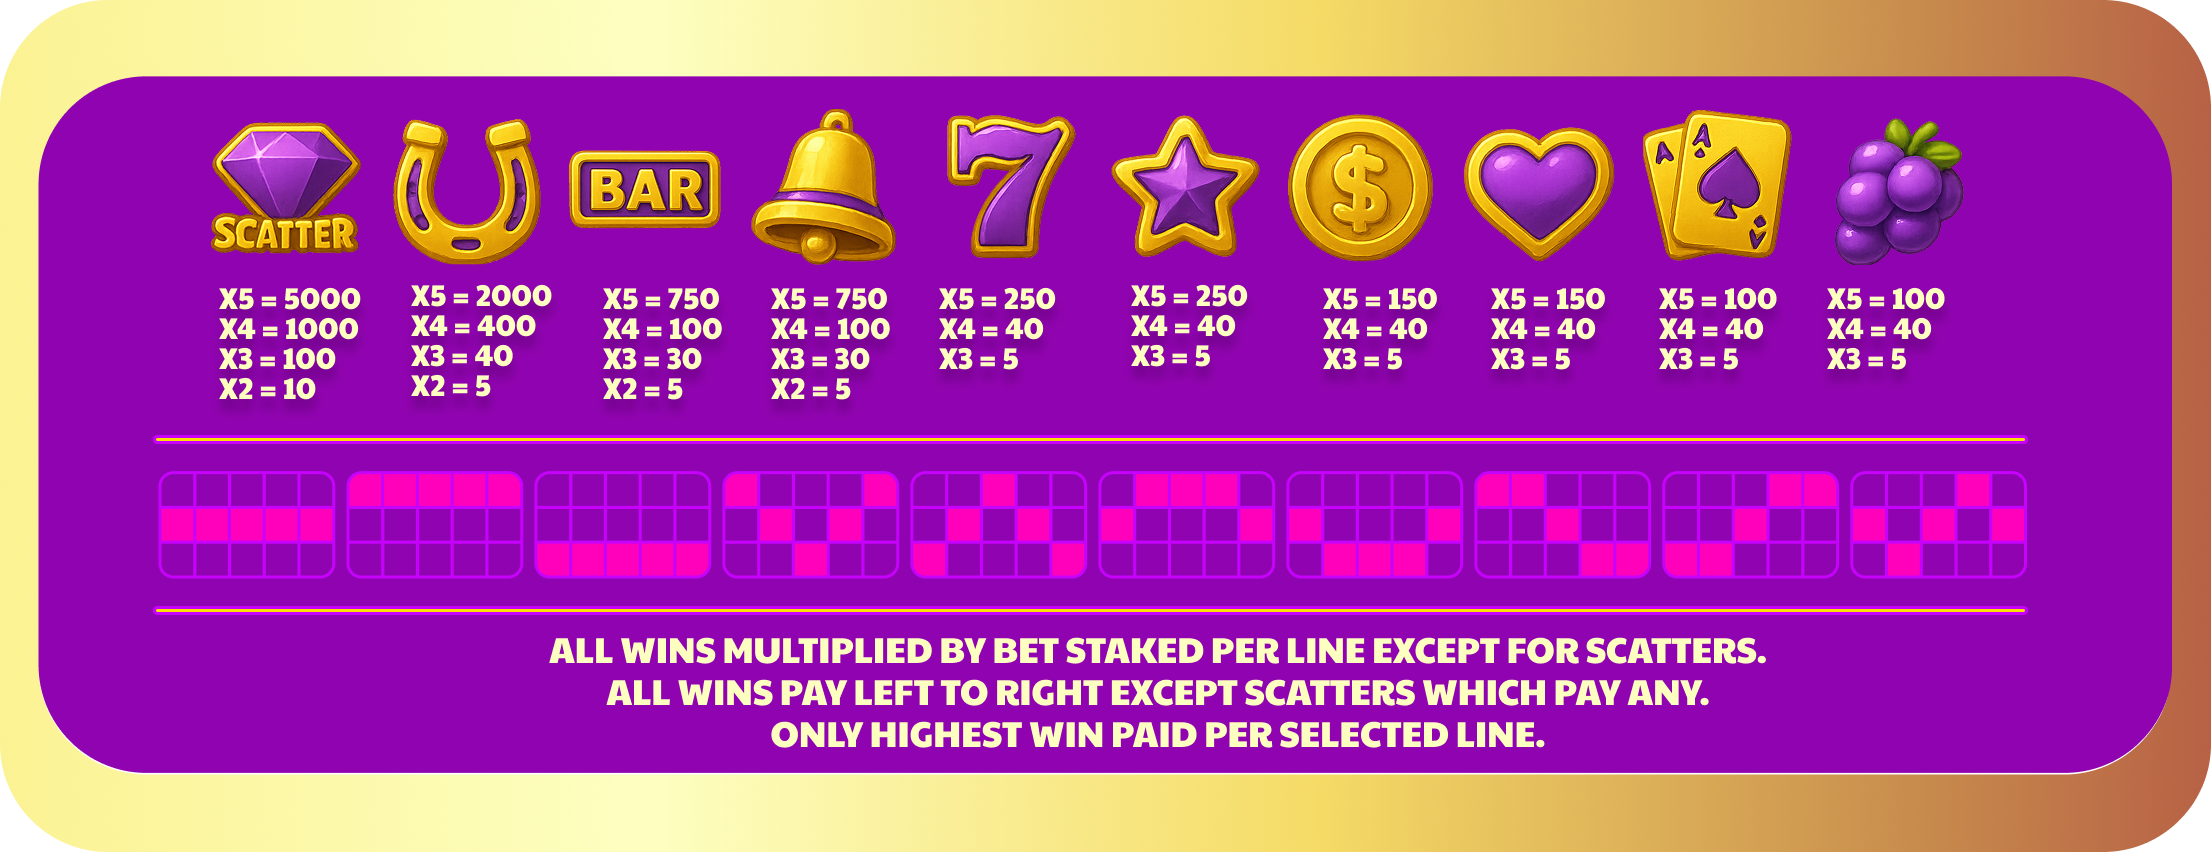 SCATTER
BAR
7
$
A A
A
X5 = 5000
X4 = 1000
X3 = 100
X2 = 10
X5 = 2000
X4 = 400
X3 = 40
X2 = 5
X5 = 750
X4 = 100
X3 = 30
X2 = 5
X5 = 750
X4 = 100
X3 = 30
X2 = 5
X5 = 250
X4 = 40
X3 = 5
X5 = 250
X4 = 40
X3 = 5
X5 = 150
X4 = 40
X3 = 5
X5 = 150
X4 = 40
X3 = 5
X5 = 100
X4 = 40
X3 = 5
X5 = 100
X4 = 40
X3 = 5
ALL WINS MULTIPLIED BY BET STAKED PER LINE EXCEPT FOR SCATTERS.
ALL WINS PAY LEFT TO RIGHT EXCEPT SCATTERS WHICH PAY ANY.
ONLY HIGHEST WIN PAID PER SELECTED LINE.